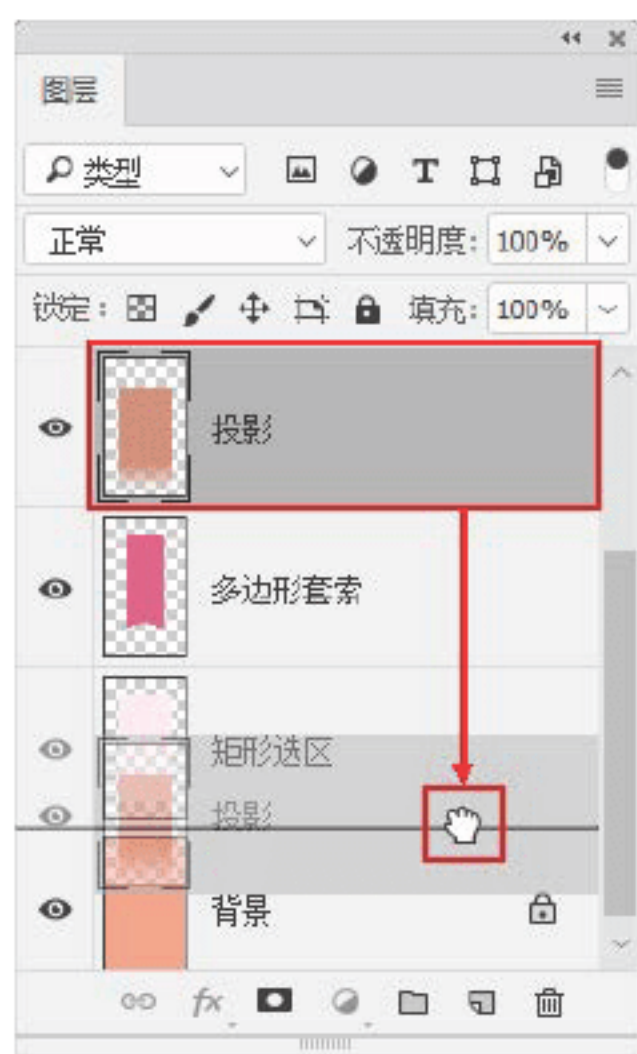 图层
类型
正常 不透明度: 100%
锁定: 填充: 100%
投影
多边形套索
矩形选区
投影
背景
fx